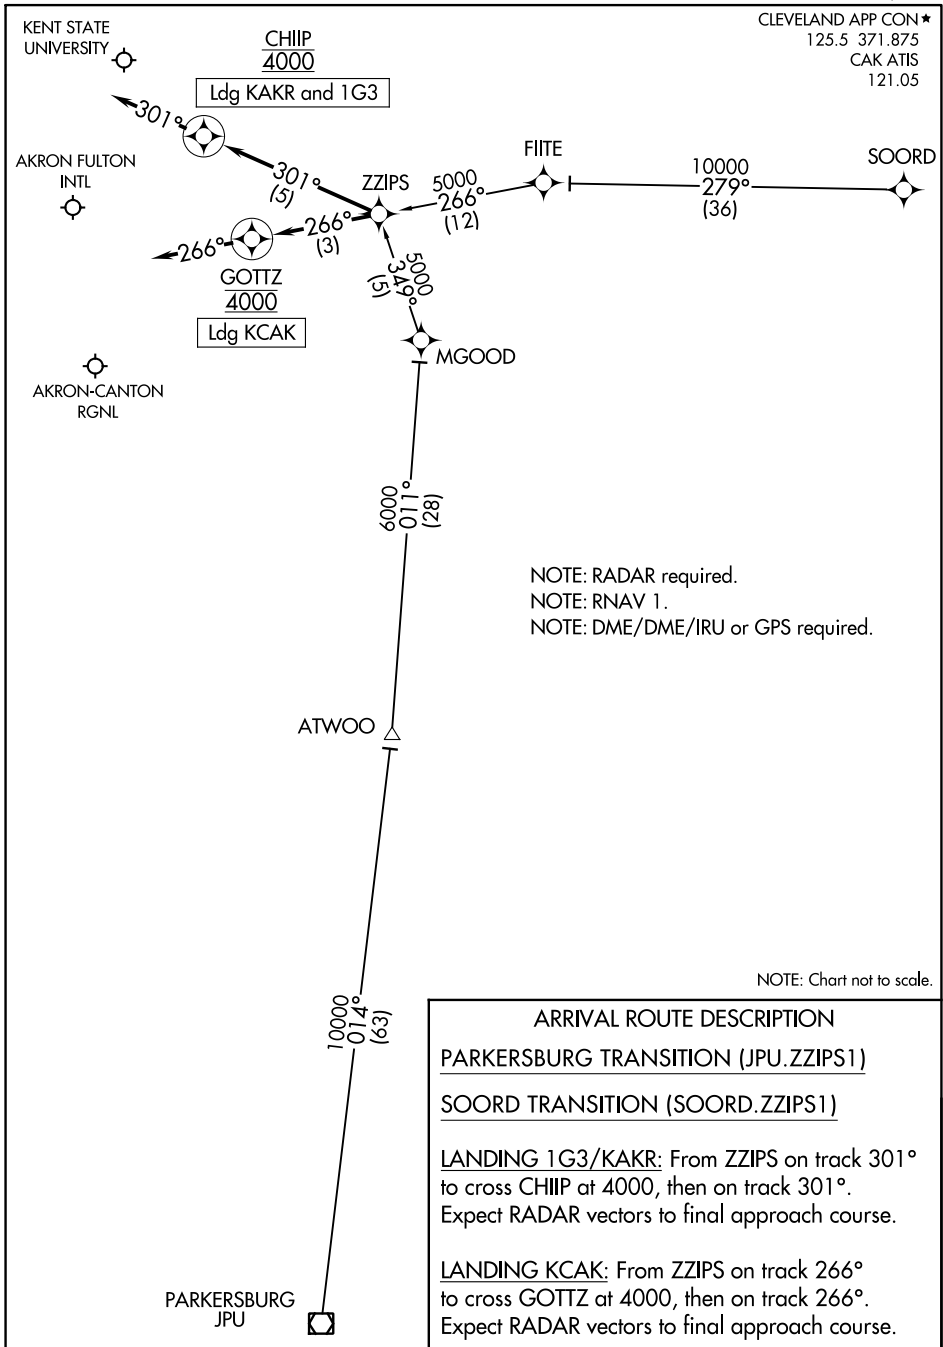 CLEVELAND APP CON★
125.5 371.875
CAK ATIS
121.05
KENT STATE
UNIVERSITY
CHIIP
4000
Ldg KAKR and 1G3
301°
AKRON FULTON
INTL
301°
(5)
ZZIPS
5000
266°
(12)
FIITE
10000
279°
(36)
SOORD
266°
266°
(3)
GOTTZ
4000
Ldg KCAK
5000
349°
(5)
MGOOD
AKRON-CANTON
RGNL
6000
011°
(28)
NOTE: RADAR required.
NOTE: RNAV 1.
NOTE: DME/DME/IRU or GPS required.
ATWOO
10000
014°
(63)
NOTE: Chart not to scale.
PARKERSBURG
JPU
ARRIVAL ROUTE DESCRIPTION
PARKERSBURG TRANSITION (JPU.ZZIPS1)
SOORD TRANSITION (SOORD.ZZIPS1)
LANDING 1G3/KAKR: From ZZIPS on track 301°
to cross CHIIP at 4000, then on track 301°.
Expect RADAR vectors to final approach course.
LANDING KCAK: From ZZIPS on track 266°
to cross GOTTZ at 4000, then on track 266°.
Expect RADAR vectors to final approach course.